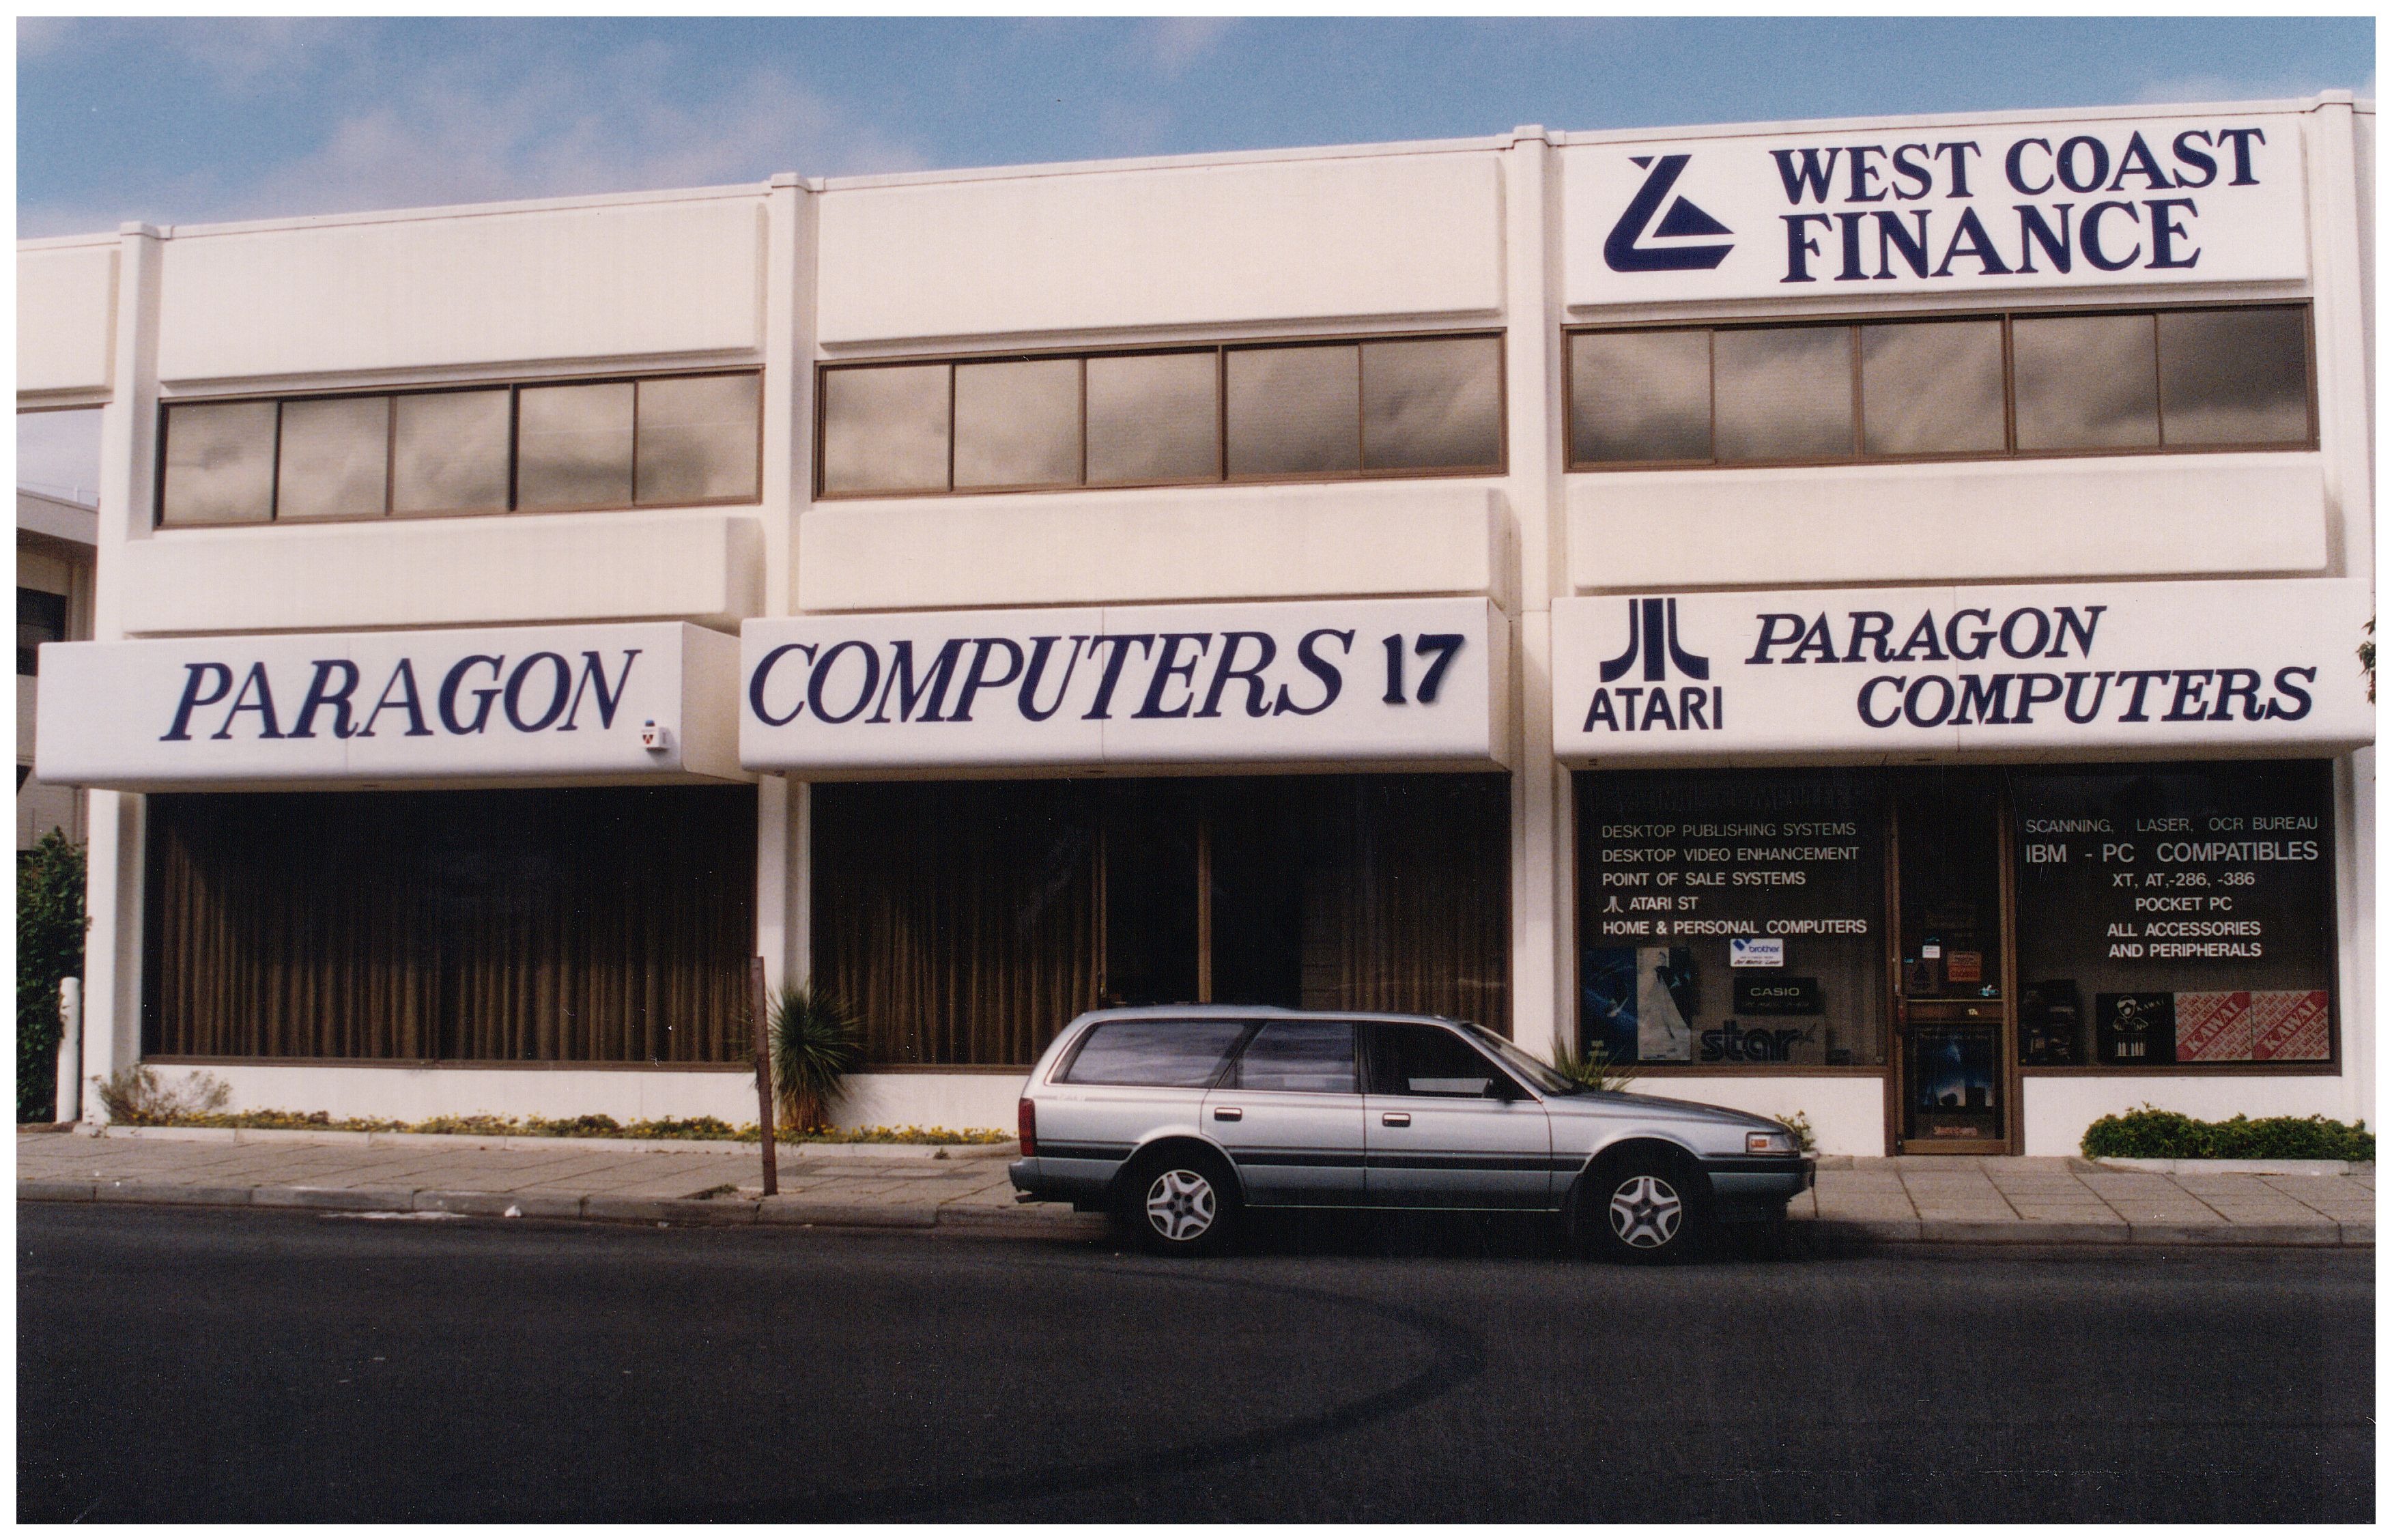 WEST COAST
FINANCE
PARAGON
COMPUTERS 17
ATARI
PARAGON
COMPUTERS
DESKTOP PUBLISHING SYSTEMS
DESKTOP VIDEO ENHANCEMENT
POINT OF SALE SYSTEMS
ATARI ST
HOME & PERSONAL COMPUTERS
brother
CASIO
star
SCANNING, LASER, OCR BUREAU
IBM - PC COMPATIBLES
XT, AT,-286, -386
POCKET PC
ALL ACCESSORIES
AND PERIPHERALS
KAWAI
KAWAI
KAWAI